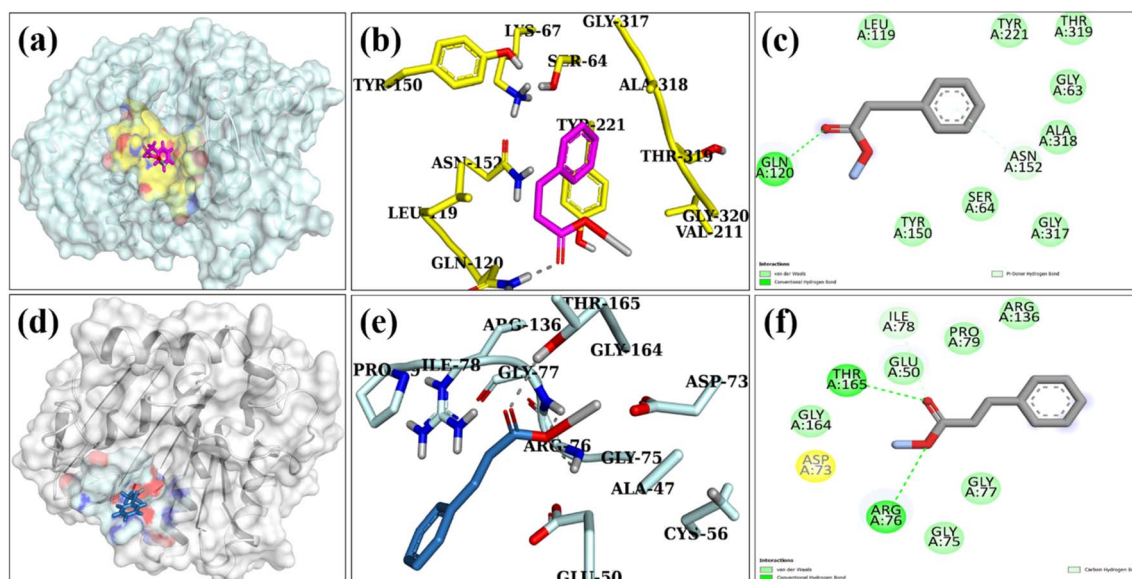 (a)
(b)
LYS-67
GLY-317
SER-64
TYR-150
ALA-318
TYR-221
ASN-152
THR-319
LEU-119
GLY-320
VAL-211
GLN-120
(c)
LEU
A:119
TYR
A:221
THR
A:319
GLY
A:63
ALA
A:318
GLN
A:120
ASN
A:152
SER
A:64
TYR
A:150
GLY
A:317
Interactions
van der Waals
Conventional Hydrogen Bond
Pi-Donor Hydrogen Bond
(d)
(e)
THR-165
ARG-136
GLY-164
ILE-78
GLY-77
ASP-73
ARG-76
GLY-75
ALA-47
CYS-56
GLU-50
(f)
ILE
A:78
PRO
A:79
ARG
A:136
GLU
A:50
THR
A:165
GLY
A:164
ASP
A:73
GLY
A:77
ARG
A:76
GLY
A:75
Interactions
van der Waals
Conventional Hydrogen Bond
Carbon Hydrogen B